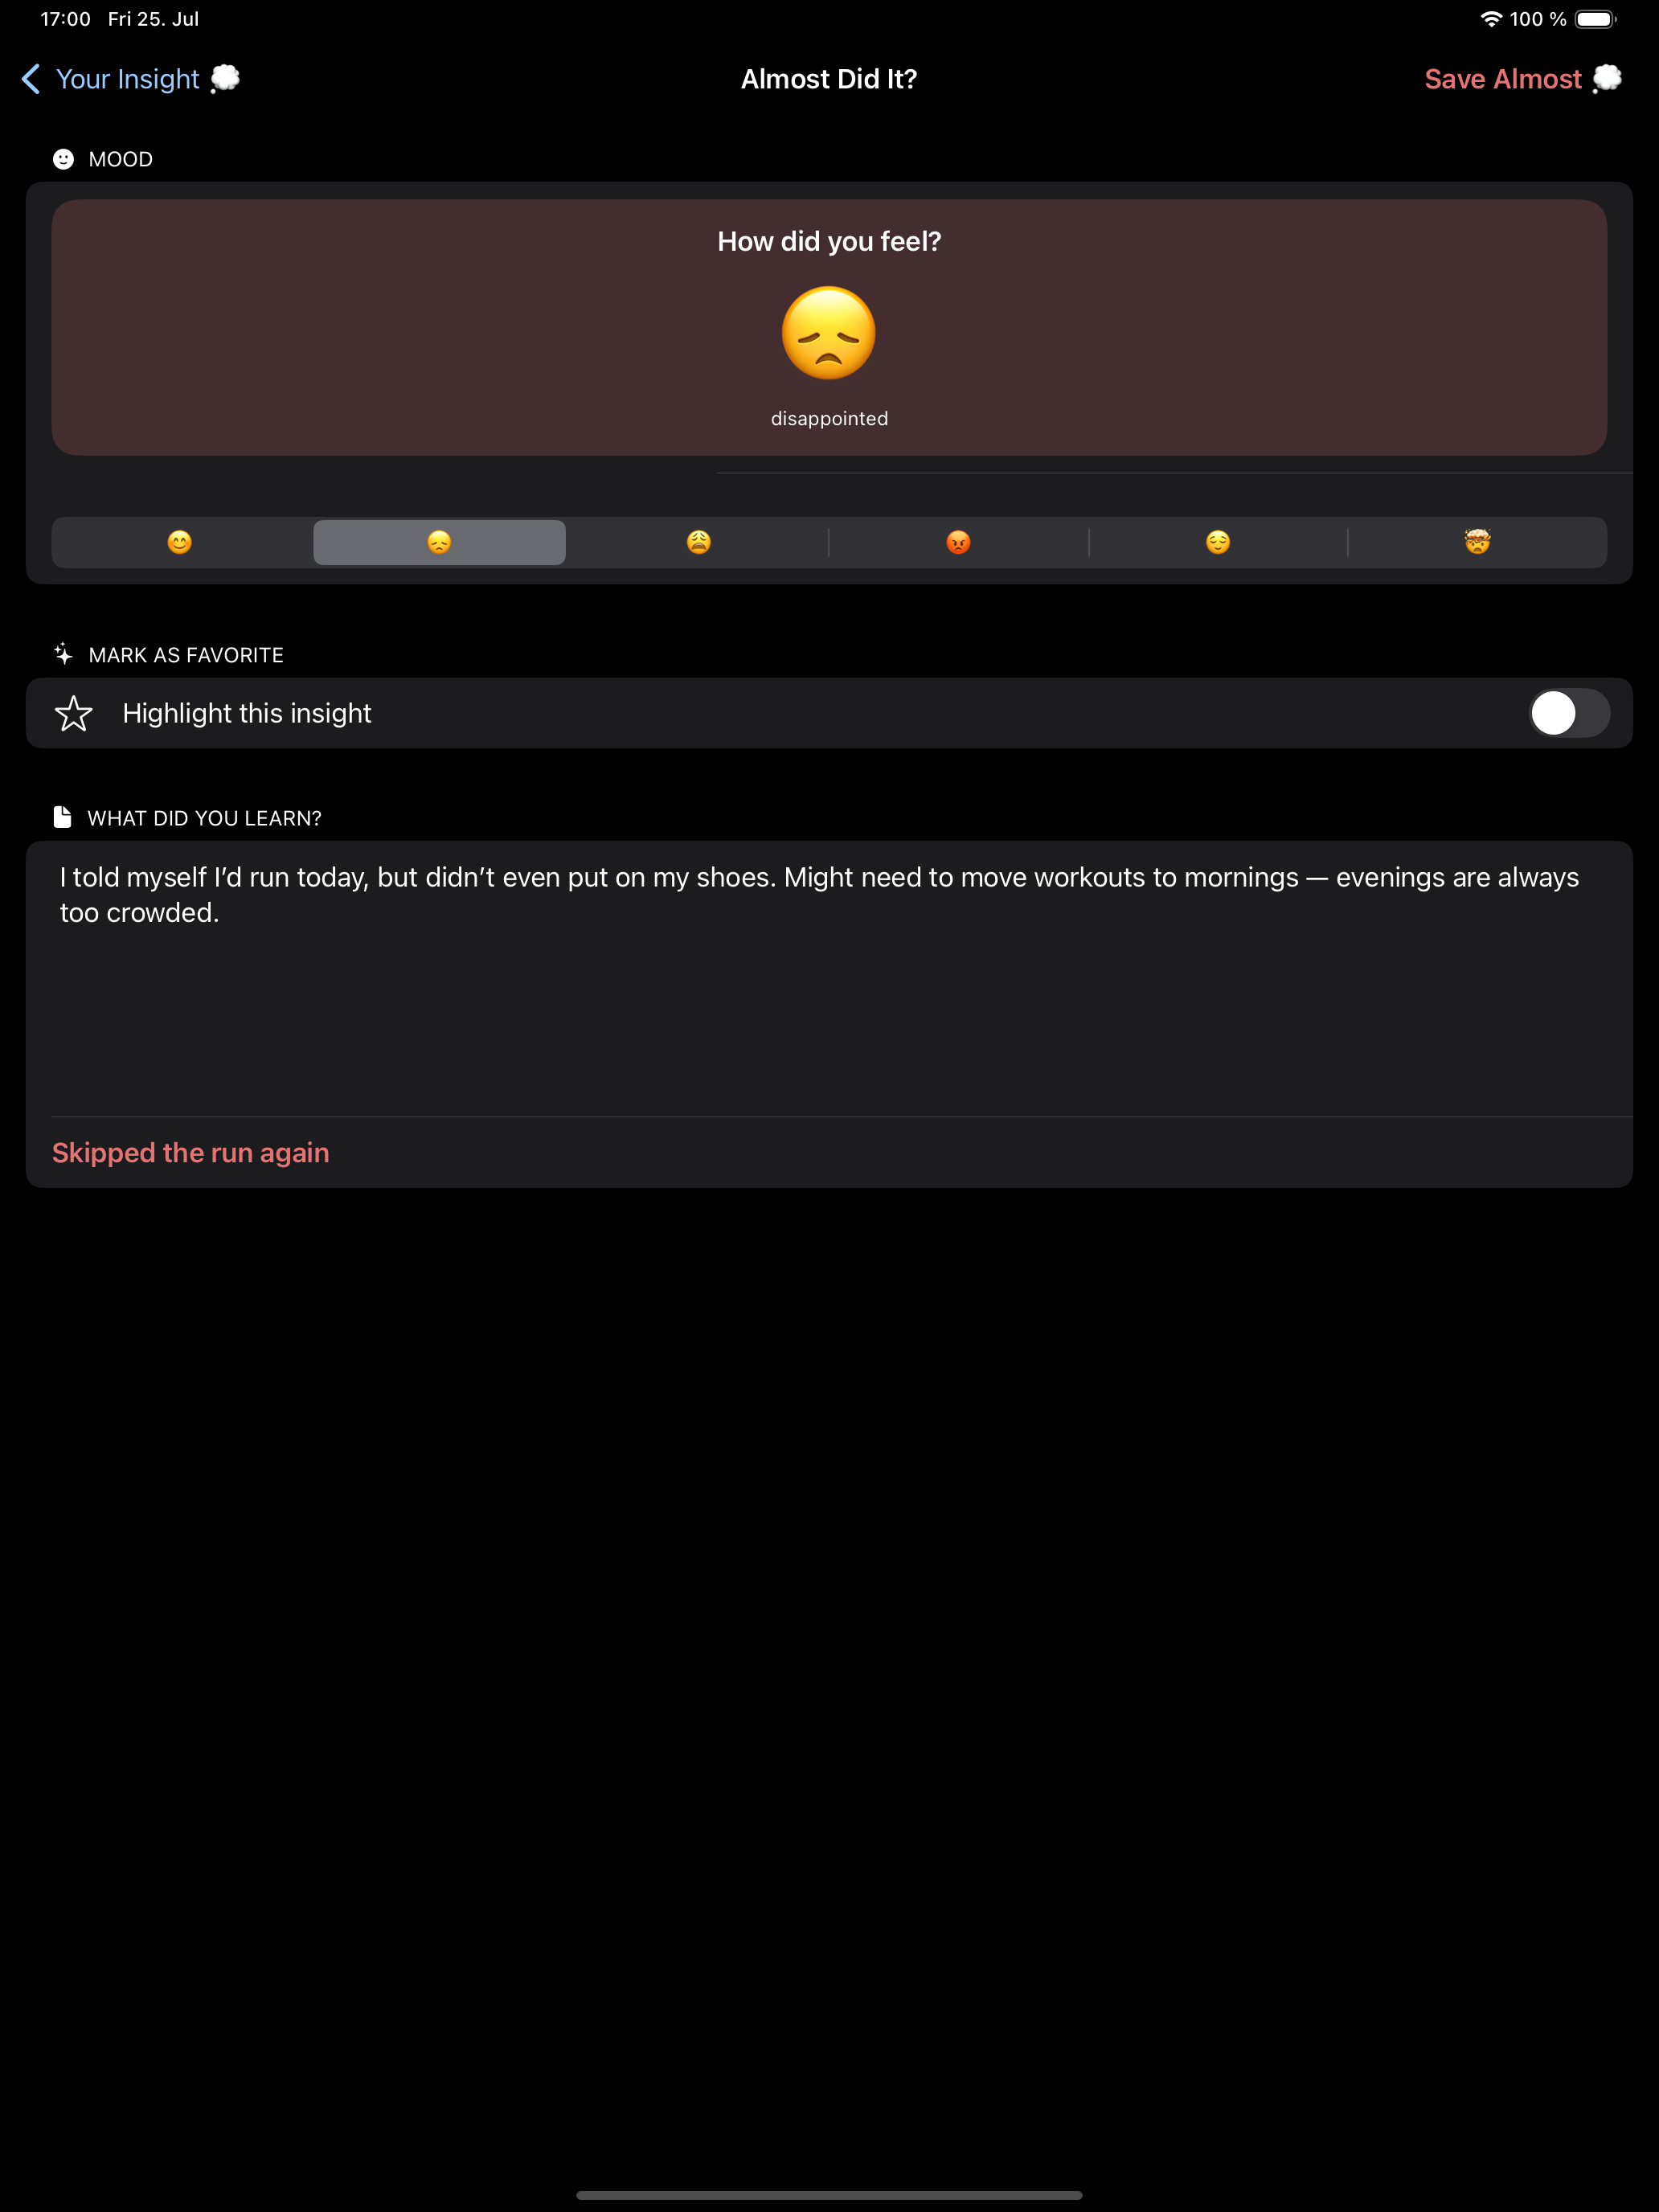 17:00 Fri 25. Jul 100 %
Your Insight 💭 Almost Did It? Save Almost 💭
MOOD
How did you feel?
disappointed
MARK AS FAVORITE
Highlight this insight
WHAT DID YOU LEARN?
I told myself I’d run today, but didn’t even put on my shoes. Might need to move workouts to mornings — evenings are always
too crowded.
Skipped the run again